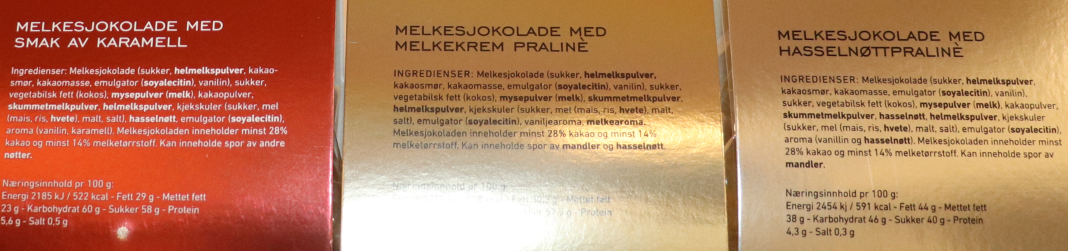 MELKESJOKOLADE MED
SMAK AV KARAMELL
Ingredienser: Melkesjokolade (sukker, helmelkspulver, kakao-
smør, kakaomasse, emulgator (soyalecitin), vanilin), sukker,
vegetabilsk fett (kokos), mysepulver (melk), kakaopulver,
skummetmelkpulver, helmelkspulver, kjekskuler (sukker, mel
(mais, ris, hvete), malt, salt), hasselnøtt, emulgator (soyalecitin),
aroma (vanilin, karamell). Melkesjokoladen inneholder minst 28%
kakao og minst 14% melketørrstoff. Kan inneholde spor av andre
nøtter.
Næringsinnhold pr 100 g:
Energi 2185 kJ / 522 kcal - Fett 29 g - Mettet fett
23 g - Karbohydrat 60 g - Sukker 58 g - Protein
5,6 g - Salt 0,5 g
MELKESJOKOLADE MED
MELKEKREM PRALINÈ
INGREDIENSER: Melkesjokolade (sukker, helmelkspulver,
kakaosmør, kakaomasse, emulgator (soyalecitin), vanilin), sukker,
vegetabilsk fett (kokos), mysepulver (melk), skummetmelkpulver,
helmelkspulver, kjekskuler (sukker, mel (mais, ris, hvete), malt,
salt), emulgator (soyalecitin), vaniljearoma, melkearoma.
Melkesjokoladen inneholder minst 28% kakao og minst 14%
melketørrstoff. Kan inneholde spor av mandler og hasselnøtt.
Næringsinnhold pr 100 g
Mettet fett
Protein
MELKESJOKOLADE MED
HASSELNØTTPRALINÈ
INGREDIENSER: Melkesjokolade (sukker, helmelkspulver,
kakaosmør, kakaomasse, emulgator (soyalecitin), vanilin),
sukker, vegetabilsk fett (kokos), mysepulver (melk), kakaopulver,
skummetmelkpulver, hasselnøtt, helmelkspulver, kjekskuler
(sukker, mel (mais, ris, hvete), malt, salt), emulgator (soyalecitin),
aroma (vanilin og hasselnøtt). Melkesjokoladen inneholder minst
28% kakao og minst 14% melketørrstoff. Kan inneholde spor av
mandler.
Næringsinnhold pr 100 g:
Energi 2454 kj / 591 kcal - Fett 44 g - Mettet fett
38 g - Karbohydrat 46 g - Sukker 40 g - Protein
4,3 g - Salt 0,3 g